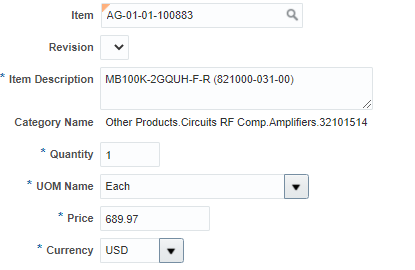 Item AG-01-01-100883
Revision
* Item Description MB100K-2GQUH-F-R (821000-031-00)
Category Name Other Products.Circuits RF Comp.Amplifiers.32101514
* Quantity 1
* UOM Name Each
* Price 689.97
* Currency USD